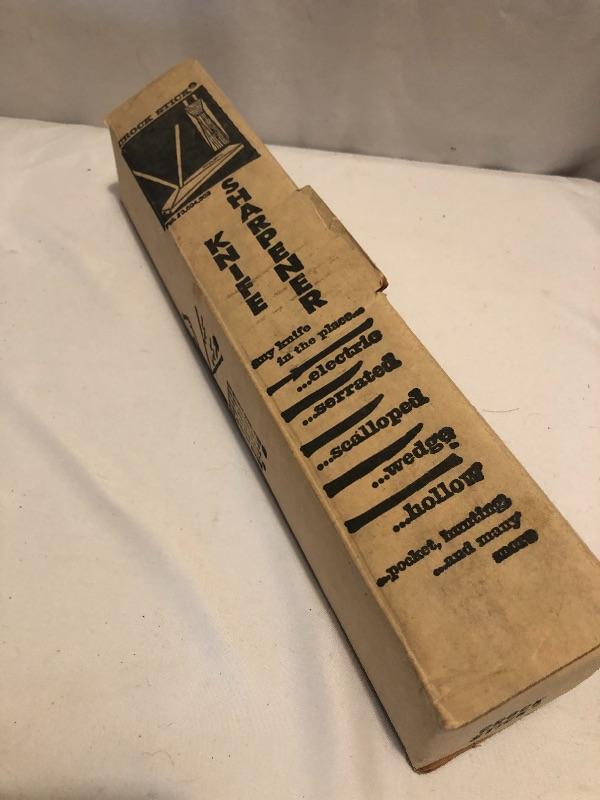 CROCK STICK®
KNIFE
SHARPENER
any knife
in the place...
...electric
...serrated
...scalloped
...wedge
...hollow
...pocket, hunting,
...and many
more